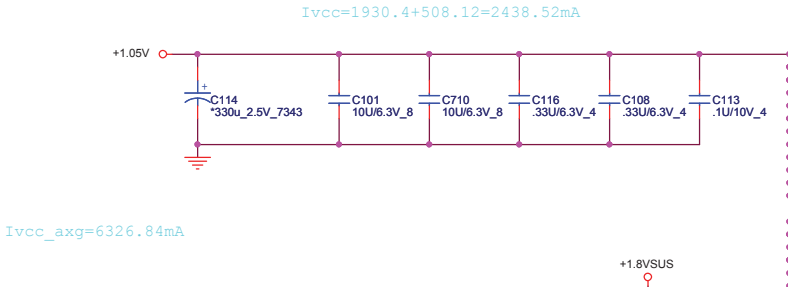 Ivcc=1930.4+508.12=2438.52mA
+1.05V
+
C114
*330u_2.5V_7343
C101
10U/6.3V_8
C710
10U/6.3V_8
C116
.33U/6.3V_4
C108
.33U/6.3V_4
C113
.1U/10V_4
Ivcc_axg=6326.84mA
+1.8VSUS